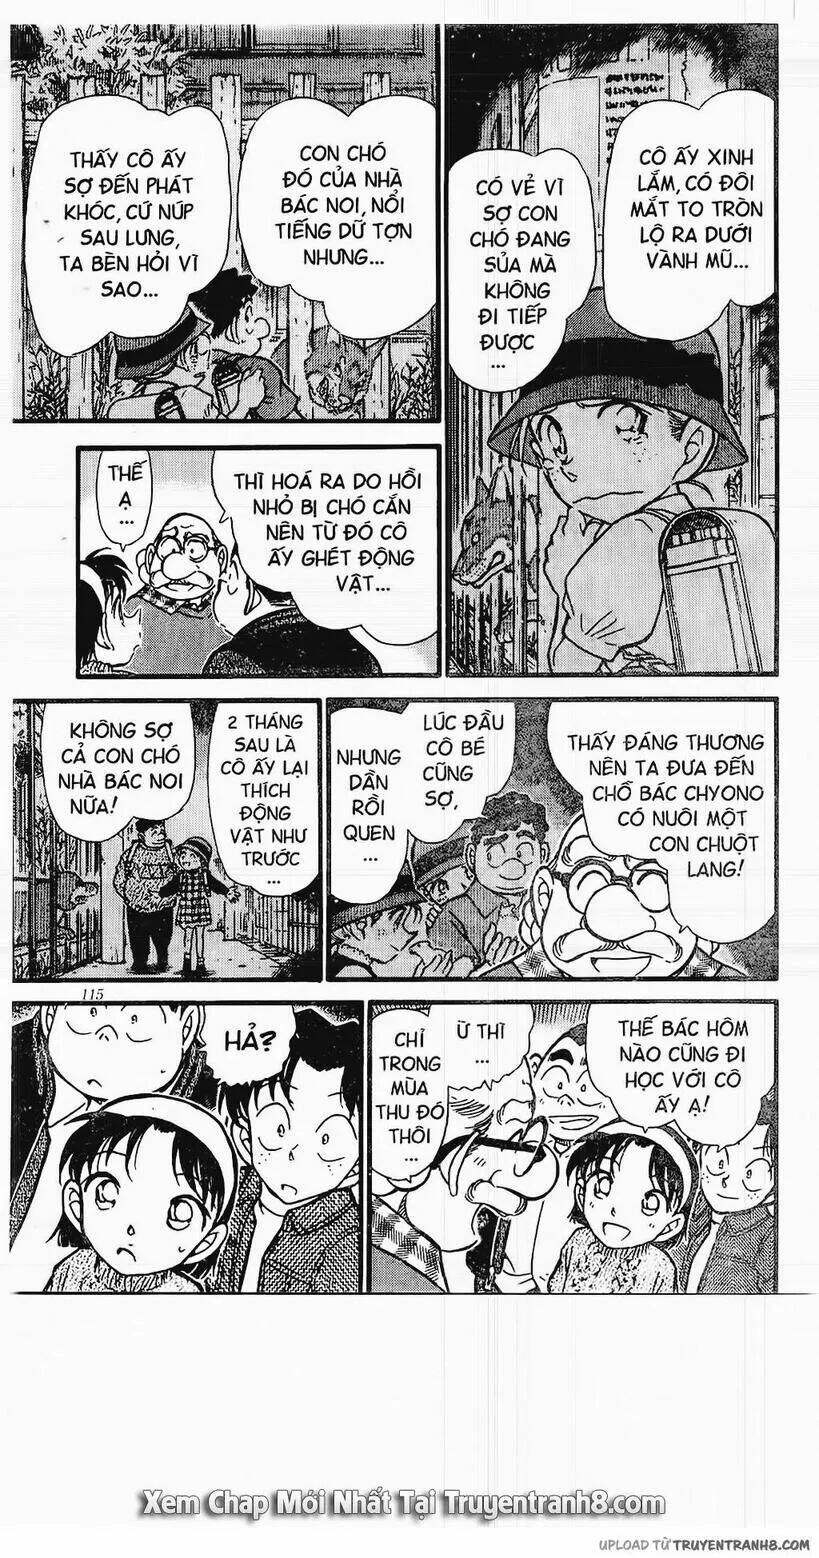 CÔ ẤY XINH
LẮM, CÓ ĐÔI
MẮT TO TRÒN
LỘ RA DƯỚI
VÀNH MŨ...
CÓ VẺ VÌ
SỢ CON
CHÓ ĐANG
SỦA MÀ
KHÔNG
ĐI TIẾP
ĐƯỢC
...
CON CHÓ
ĐÓ CỦA NHÀ
BÁC NOI, NỔI
TIẾNG DỮ TỢN
NHƯNG...
THẤY CÔ ẤY
SỢ ĐẾN PHÁT
KHÓC, CỨ NÚP
SAU LƯNG,
TA BÈN HỎI VÌ
SAO...
THÌ HOÁ RA DO HỒI
NHỎ BỊ CHÓ CẮN
NÊN TỪ ĐÓ CÔ
ẤY GHÉT ĐỘNG
VẬT...
THẾ
Ạ
...
THẤY ĐÁNG THƯƠNG
NÊN TA ĐƯA ĐẾN
CHỖ BÁC CHYONO
CÓ NUÔI MỘT
CON CHUỘT
LANG!
LÚC ĐẦU
CÔ BÉ
CŨNG
SỢ,
NHƯNG
DẦN
RỒI
QUEN
...
2 THÁNG
SAU LÀ
CÔ ẤY LẠI
THÍCH
ĐỘNG
VẬT NHƯ
TRƯỚC
...
KHÔNG SỢ
CẢ CON CHÓ
NHÀ BÁC NOI
NỮA!
115
THẾ BÁC HÔM
NÀO CŨNG ĐI
HỌC VỚI CÔ
ẤY Ạ!
Ừ THÌ
...
CHỈ
TRONG
MÙA
THU ĐÓ
THÔI
...
HẢ?
Xem Chap Mới Nhất Tại Truyentranh8.com
UPLOAD TỪ TRUYENTRANH8.COM